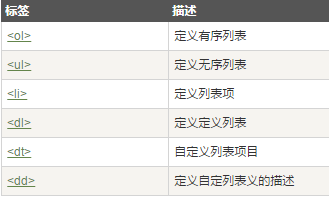 标签 描述
<ol> 定义有序列表
<ul> 定义无序列表
<li> 定义列表项
<dl> 定义定义列表
<dt> 自定义列表项目
<dd> 定义自定列表义的描述